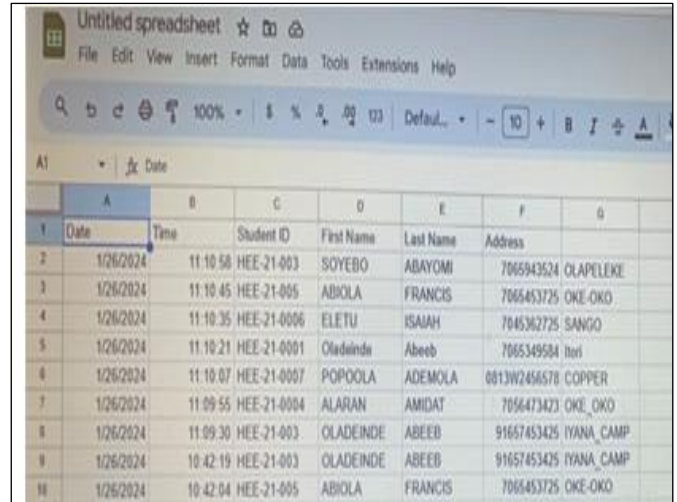 Untitled spreadsheet
File Edit View Insert Format Data Tools Extensions Help
100% $ % .0 .00 123 Defaul... - 10 + B I A
A1 fx Date
A B C D E F G
1 Date Time Student ID First Name Last Name Address
2 1/26/2024 11:10:58 HEE-21-003 SOYEBO ABAYOMI 7065943524 OLAPELEKE
3 1/26/2024 11:10:45 HEE-21-005 ABIOLA FRANCIS 7065453725 OKE-OKO
4 1/26/2024 11:10:35 HEE-21-0006 ELETU ISAIAH 7045362725 SANGO
5 1/26/2024 11:10:21 HEE-21-0001 Oladeinde Abeeb 7065349584 Itori
6 1/26/2024 11:10:07 HEE-21-0007 POPOOLA ADEMOLA 0813W2456578 COPPER
7 1/26/2024 11:09:55 HEE-21-0004 ALARAN AMIDAT 7056473423 OKE_OKO
8 1/26/2024 11:09:30 HEE-21-003 OLADEINDE ABEEB 91657453425 IYANA_CAMP
9 1/26/2024 10:42:19 HEE-21-003 OLADEINDE ABEEB 91657453425 IYANA_CAMP
10 1/26/2024 10:42:04 HEE-21-005 ABIOLA FRANCIS 7065453725 OKE-OKO